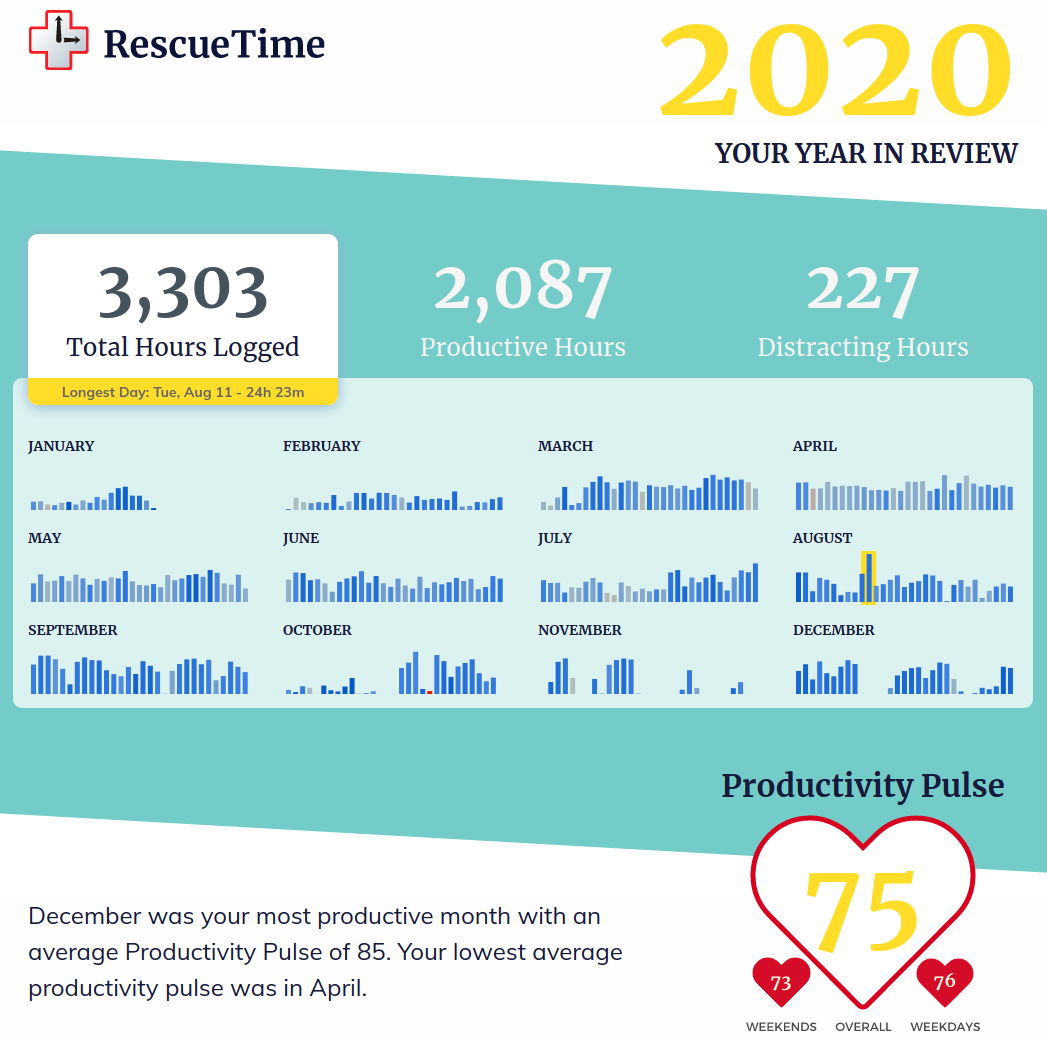 RescueTime
2020
YOUR YEAR IN REVIEW
3,303
Total Hours Logged
Longest Day: Tue, Aug 11 - 24h 23m
2,087
Productive Hours
227
Distracting Hours
JANUARY
FEBRUARY
MARCH
APRIL
MAY
JUNE
JULY
AUGUST
SEPTEMBER
OCTOBER
NOVEMBER
DECEMBER
Productivity Pulse
75
73
76
WEEKENDS
OVERALL
WEEKDAYS
December was your most productive month with an
average Productivity Pulse of 85. Your lowest average
productivity pulse was in April.